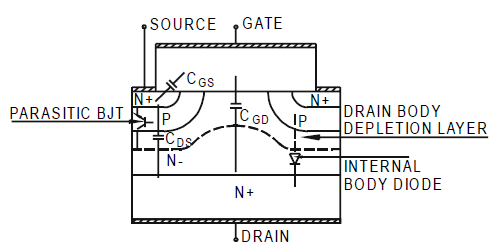 SOURCE
GATE
CGS
N+
N+
PARASITIC BJT
P
CGD
P
DRAIN BODY
DEPLETION LAYER
CDS
N-
INTERNAL
BODY DIODE
N+
DRAIN